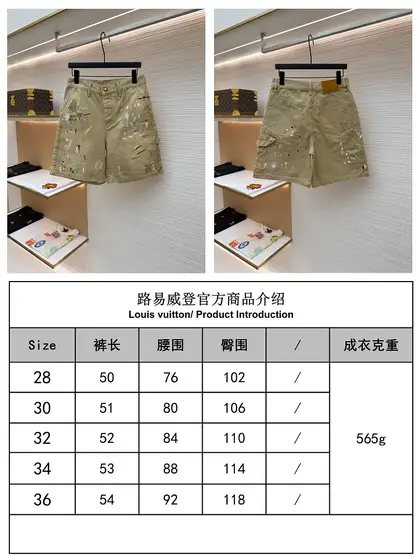 路易威登官方商品介绍
Louis vuitton/ Product Introduction
Size 裤长 腰围 臀围 / 成衣克重
28 50 76 102 / 565g
30 51 80 106 /
32 52 84 110 /
34 53 88 114 /
36 54 92 118 /